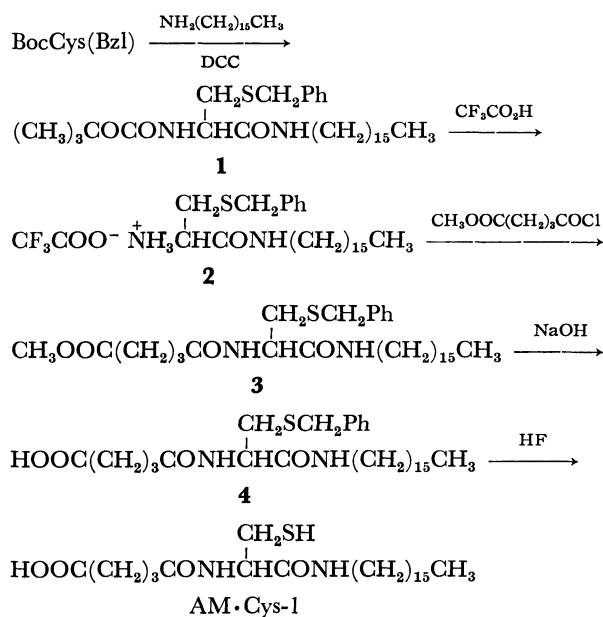 BocCys(Bzl) NH₂(CH₂)₁₅CH₃
DCC
CH₂SCH₂Ph
(CH₃)₃COCONHCHCONH(CH₂)₁₅CH₃ CF₃CO₂H
1
CH₂SCH₂Ph
CF₃COO⁻ N⁺H₃CHCONH(CH₂)₁₅CH₃ CH₃OOC(CH₂)₃COCl
2
CH₂SCH₂Ph
CH₃OOC(CH₂)₃CONHCHCONH(CH₂)₁₅CH₃ NaOH
3
CH₂SCH₂Ph
HOOC(CH₂)₃CONHCHCONH(CH₂)₁₅CH₃ HF
4
CH₂SH
HOOC(CH₂)₃CONHCHCONH(CH₂)₁₅CH₃
AM·Cys-1